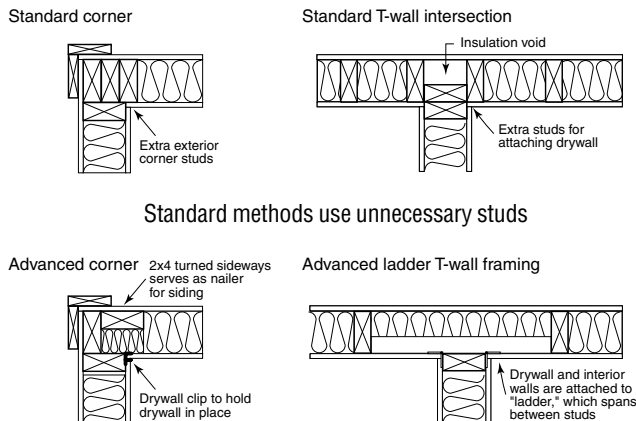 Standard corner
Extra exterior
corner studs
Standard T-wall intersection
Insulation void
Extra studs for
attaching drywall
Standard methods use unnecessary studs
Advanced corner
2x4 turned sideways
serves as nailer
for siding
Drywall clip to hold
drywall in place
Advanced ladder T-wall framing
Drywall and interior
walls are attached to
"ladder," which spans
between studs